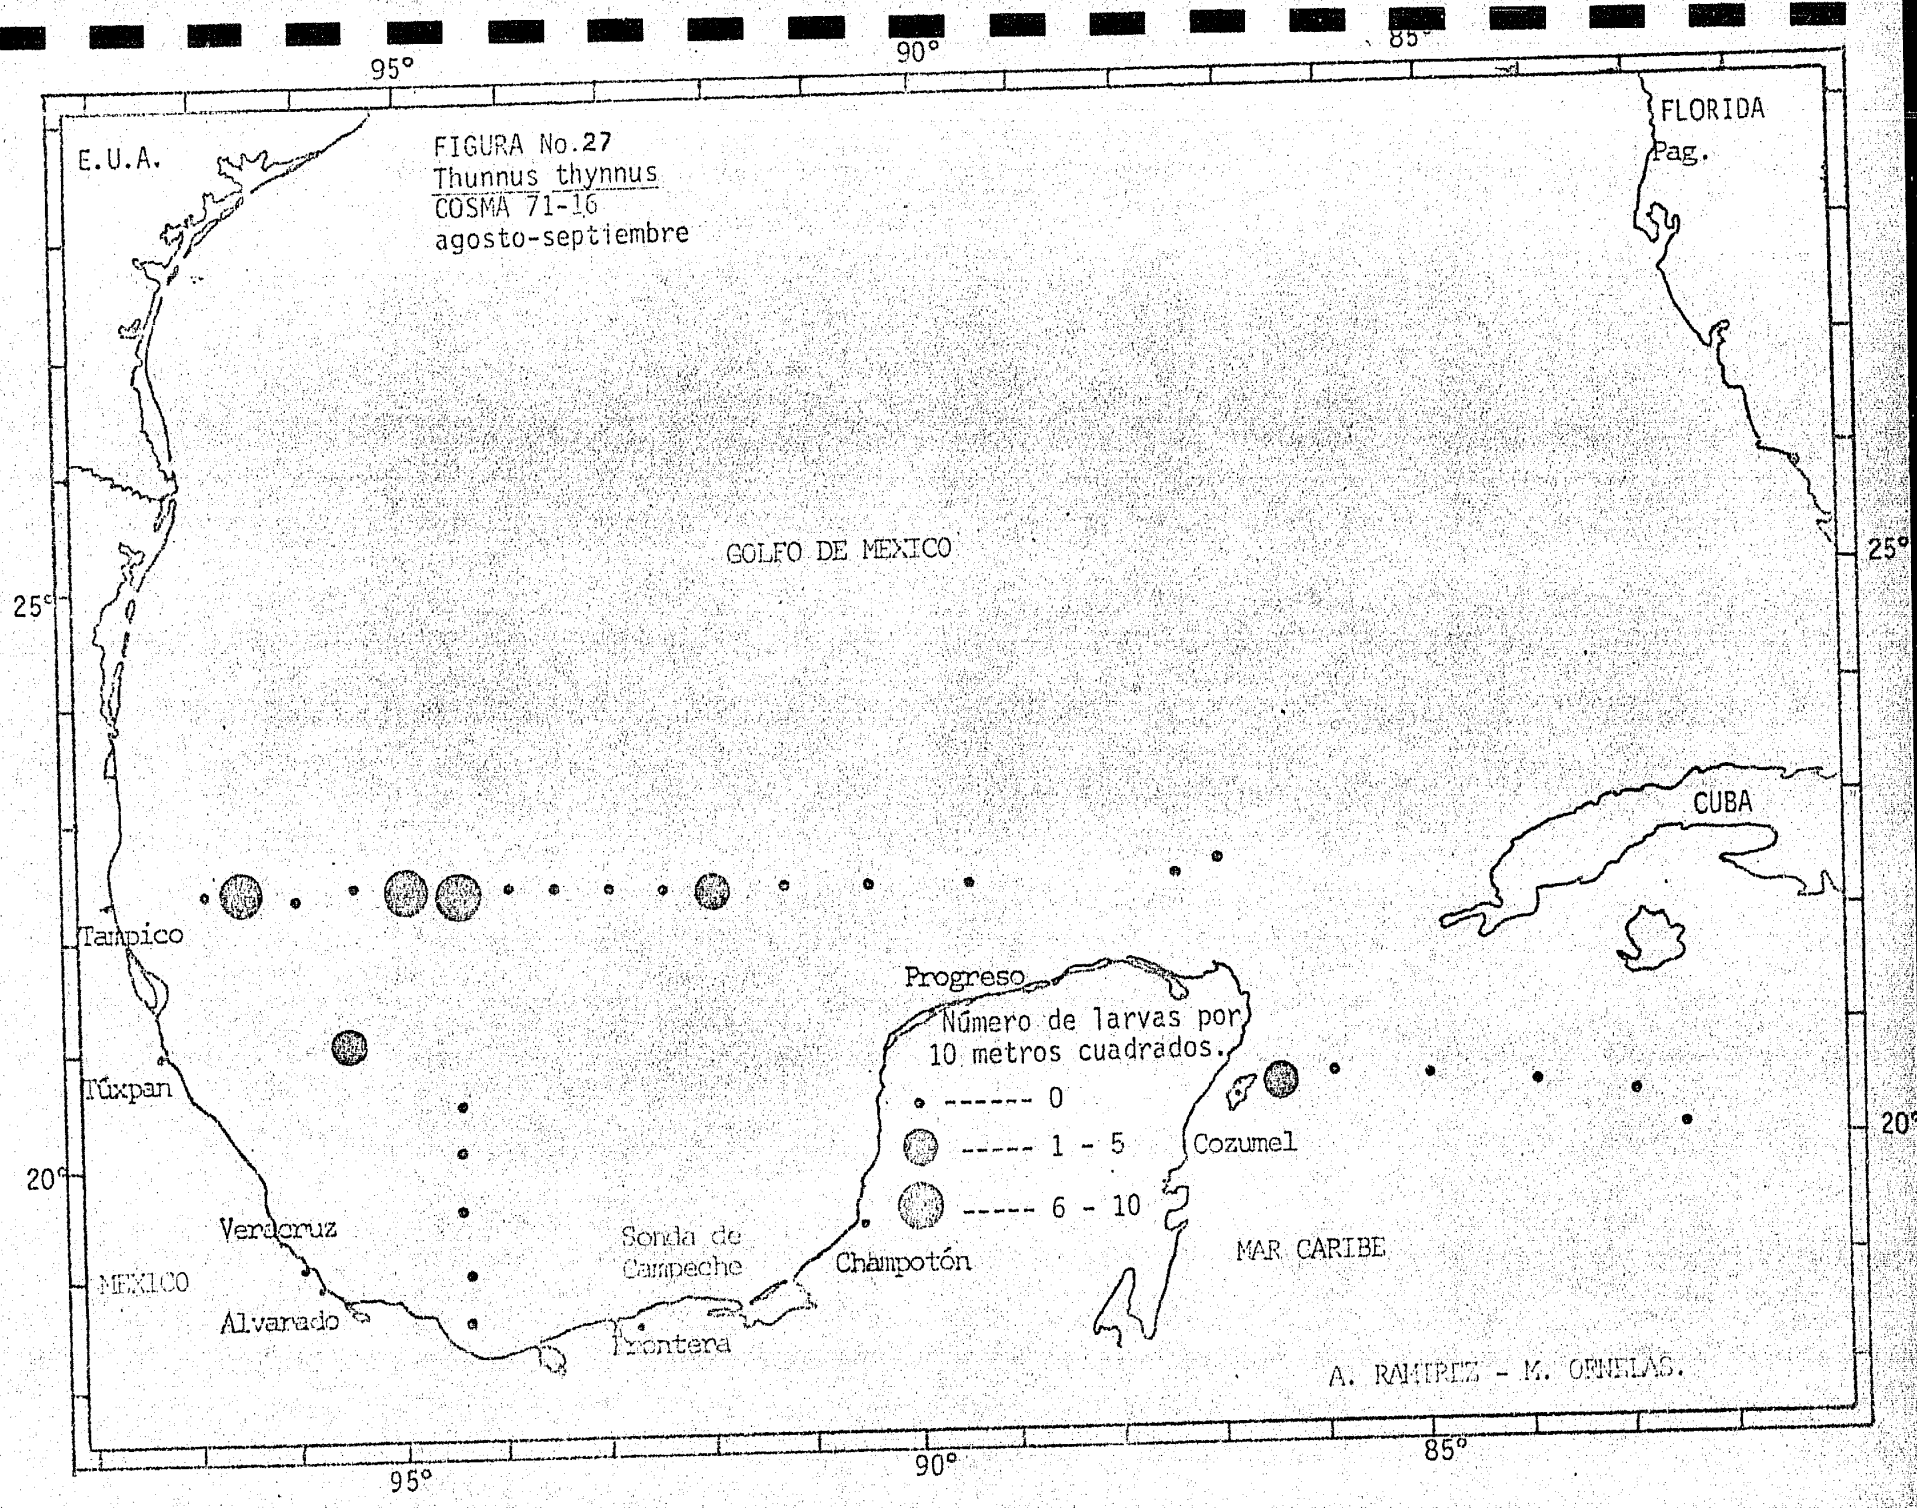 95°
90°
85°
E.U.A.
FIGURA No.27
Thunnus thynnus
COSMA 71-16
agosto-septiembre
FLORIDA
Pag.
GOLFO DE MEXICO
25°
25°
CUBA
Tampico
Progreso
Número de larvas por
10 metros cuadrados.
Túxpan
------ 0
----- 1 - 5
----- 6 - 10
Cozumel
20°
20°
Veracruz
Sonda de
Campeche
Champotón
MAR CARIBE
MEXICO
Alvarado
Frontera
A. RAMIREZ - M. ORNELAS.
95°
90°
85°